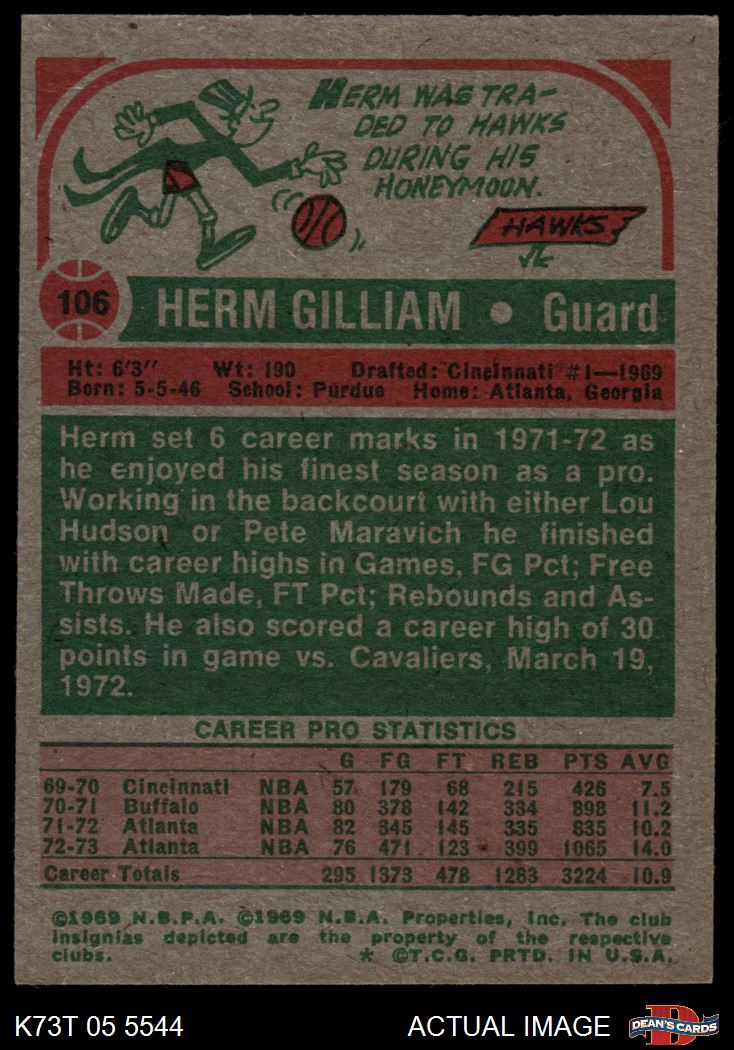 HERM WAS TRA-
DED TO HAWKS
DURING HIS
HONEYMOON.
HAWKS
106
HERM GILLIAM • Guard
Ht: 6'3" Wt: 190 Drafted: Cincinnati #1—1969
Born: 5-5-46 School: Purdue Home: Atlanta, Georgia
Herm set 6 career marks in 1971-72 as
he enjoyed his finest season as a pro.
Working in the backcourt with either Lou
Hudson or Pete Maravich he finished
with career highs in Games, FG Pct; Free
Throws Made, FT Pct; Rebounds and As-
sists. He also scored a career high of 30
points in game vs. Cavaliers, March 19,
1972.
CAREER PRO STATISTICS
G FG FT REB PTS AVG
69-70 Cincinnati NBA 57 179 68 215 426 7.5
70-71 Buffalo NBA 80 378 142 334 898 11.2
71-72 Atlanta NBA 82 345 145 335 835 10.2
72-73 Atlanta NBA 76 471 123 399 1065 14.0
Career Totals 295 1373 478 1283 3224 10.9
©1969 N.B.P.A. ©1969 N.B.A. Properties, Inc. The club
insignias depicted are the property of the respective
clubs. * ©T.C.G. PRTD. IN U.S.A.
K73T 05 5544 ACTUAL IMAGE DEAN'S CARDS